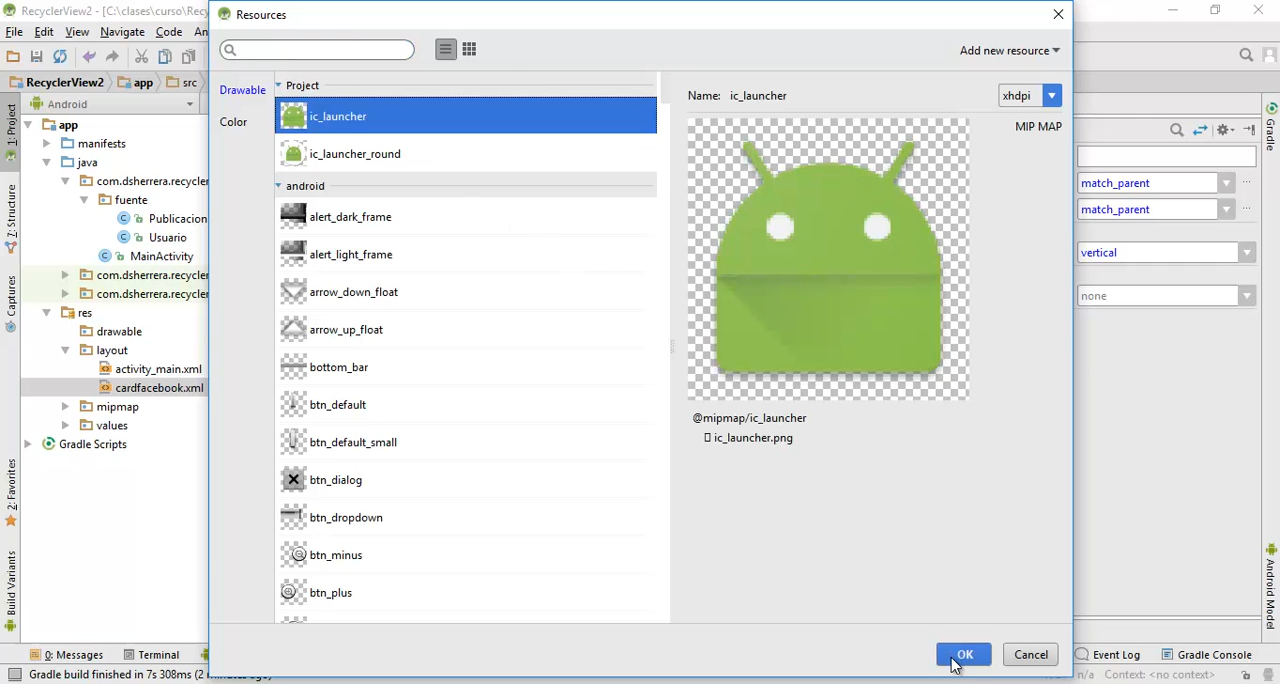 RecyclerView2 - [C:\clases\curso\Recy
Resources
File Edit View Navigate Code An
Add new resource
RecyclerView2 app src
Android
1: Project
Z: Structure
Captures
2: Favorites
Build Variants
app
manifests
java
com.dsherrera.recycler
fuente
Publicacion
Usuario
MainActivity
com.dsherrera.recycler
com.dsherrera.recycler
res
drawable
layout
activity_main.xml
cardfacebook.xml
mipmap
values
Gradle Scripts
Drawable
Color
Project
ic_launcher
ic_launcher_round
android
alert_dark_frame
alert_light_frame
arrow_down_float
arrow_up_float
bottom_bar
btn_default
btn_default_small
btn_dialog
btn_dropdown
btn_minus
btn_plus
Name: ic_launcher xhdpi
MIP MAP
@mipmap/ic_launcher
ic_launcher.png
OK Cancel
match_parent
match_parent
vertical
none
Gradle
Android Model
0: Messages Terminal Event Log Gradle Console
Gradle build finished in 7s 308ms (2 minutes ago)
n/a Context: <no context>